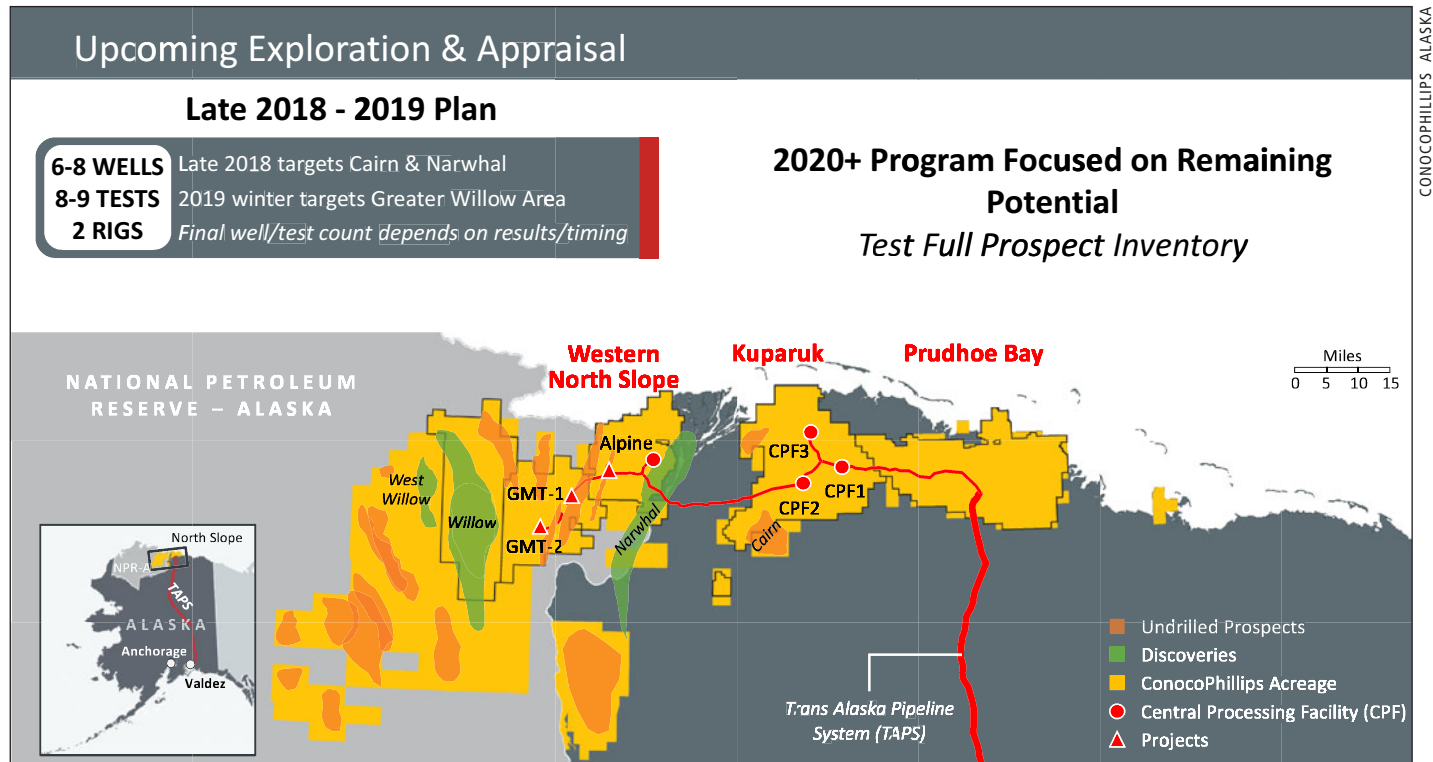 CONOCOPHILLIPS ALASKA
Upcoming Exploration & Appraisal
Late 2018 - 2019 Plan
6-8 WELLS
8-9 TESTS
2 RIGS
Late 2018 targets Cairn & Narwhal
2019 winter targets Greater Willow Area
Final well/test count depends on results/timing
2020+ Program Focused on Remaining
Potential
Test Full Prospect Inventory
NATIONAL PETROLEUM
RESERVE – ALASKA
Western
North Slope
Kuparuk
Prudhoe Bay
Miles
0 5 10 15
West
Willow
Willow
GMT-1
GMT-2
Alpine
Narwhal
CPF3
CPF1
CPF2
Cairn
North Slope
NPR-A
TAPS
ALASKA
Anchorage
Valdez
Trans Alaska Pipeline
System (TAPS)
Undrilled Prospects
Discoveries
ConocoPhillips Acreage
Central Processing Facility (CPF)
Projects